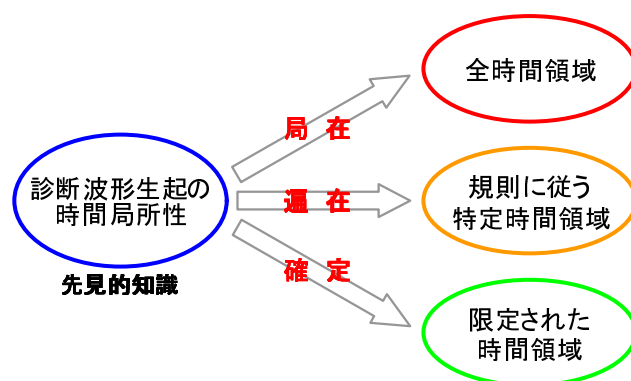 全時間領域
局 在
診断波形生起の
時間局所性
遍 在
規則に従う
特定時間領域
先見的知識
確 定
限定された
時間領域